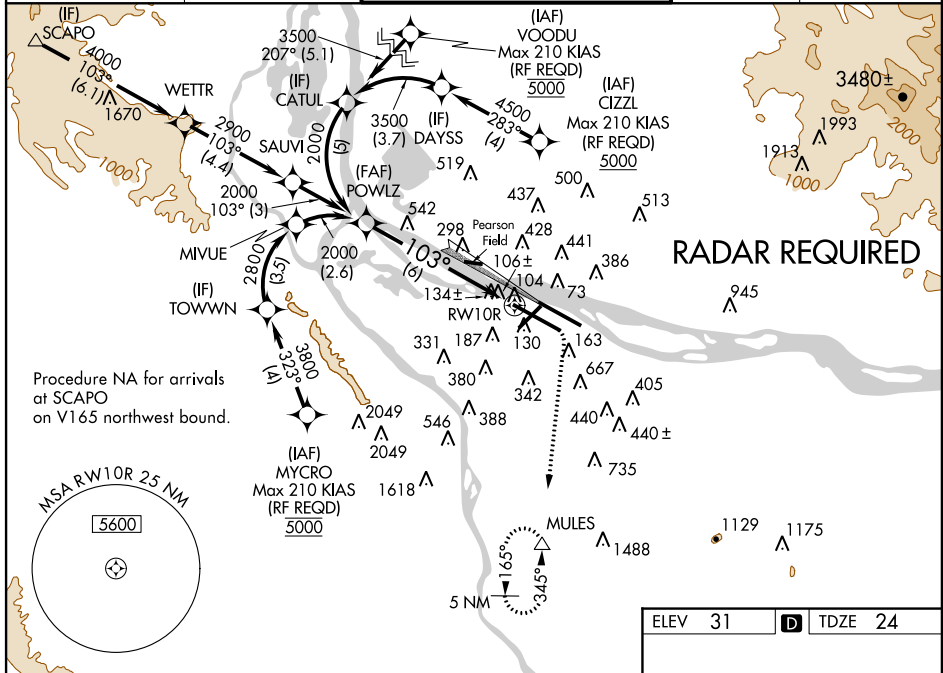 (IF)
SCAPO
4000
103°
(6.1)
1670
WETTR
2900
103°
(4.4)
SAUVI
2000
103° (3)
3500
207° (5.1)
(IF)
CATUL
2000
(5)
(IAF)
VOODU
Max 210 KIAS
(RF REQD)
5000
3500
(3.7)
(IF)
DAYSS
4500
283°
(4)
(IAF)
CIZZL
Max 210 KIAS
(RF REQD)
5000
3480±
2000
1993
1913
1000
1000
(FAF)
POWLZ
519
500
437
513
542
298
Pearson
Field
428
441
386
106±
104
73
134±
RW10R
103°
(6)
RADAR REQUIRED
945
MIVUE
2000
(2.6)
2800
(3.5)
(IF)
TOWWN
3800
323°
(4)
187
130
163
331
380
342
667
405
440
440±
388
546
735
2049
2049
1618
Procedure NA for arrivals
at SCAPO
on V165 northwest bound.
(IAF)
MYCRO
Max 210 KIAS
(RF REQD)
5000
MSA RW10R 25 NM
5600
MULES
165°
345°
5 NM
1488
1129
1175
ELEV 31 D TDZE 24